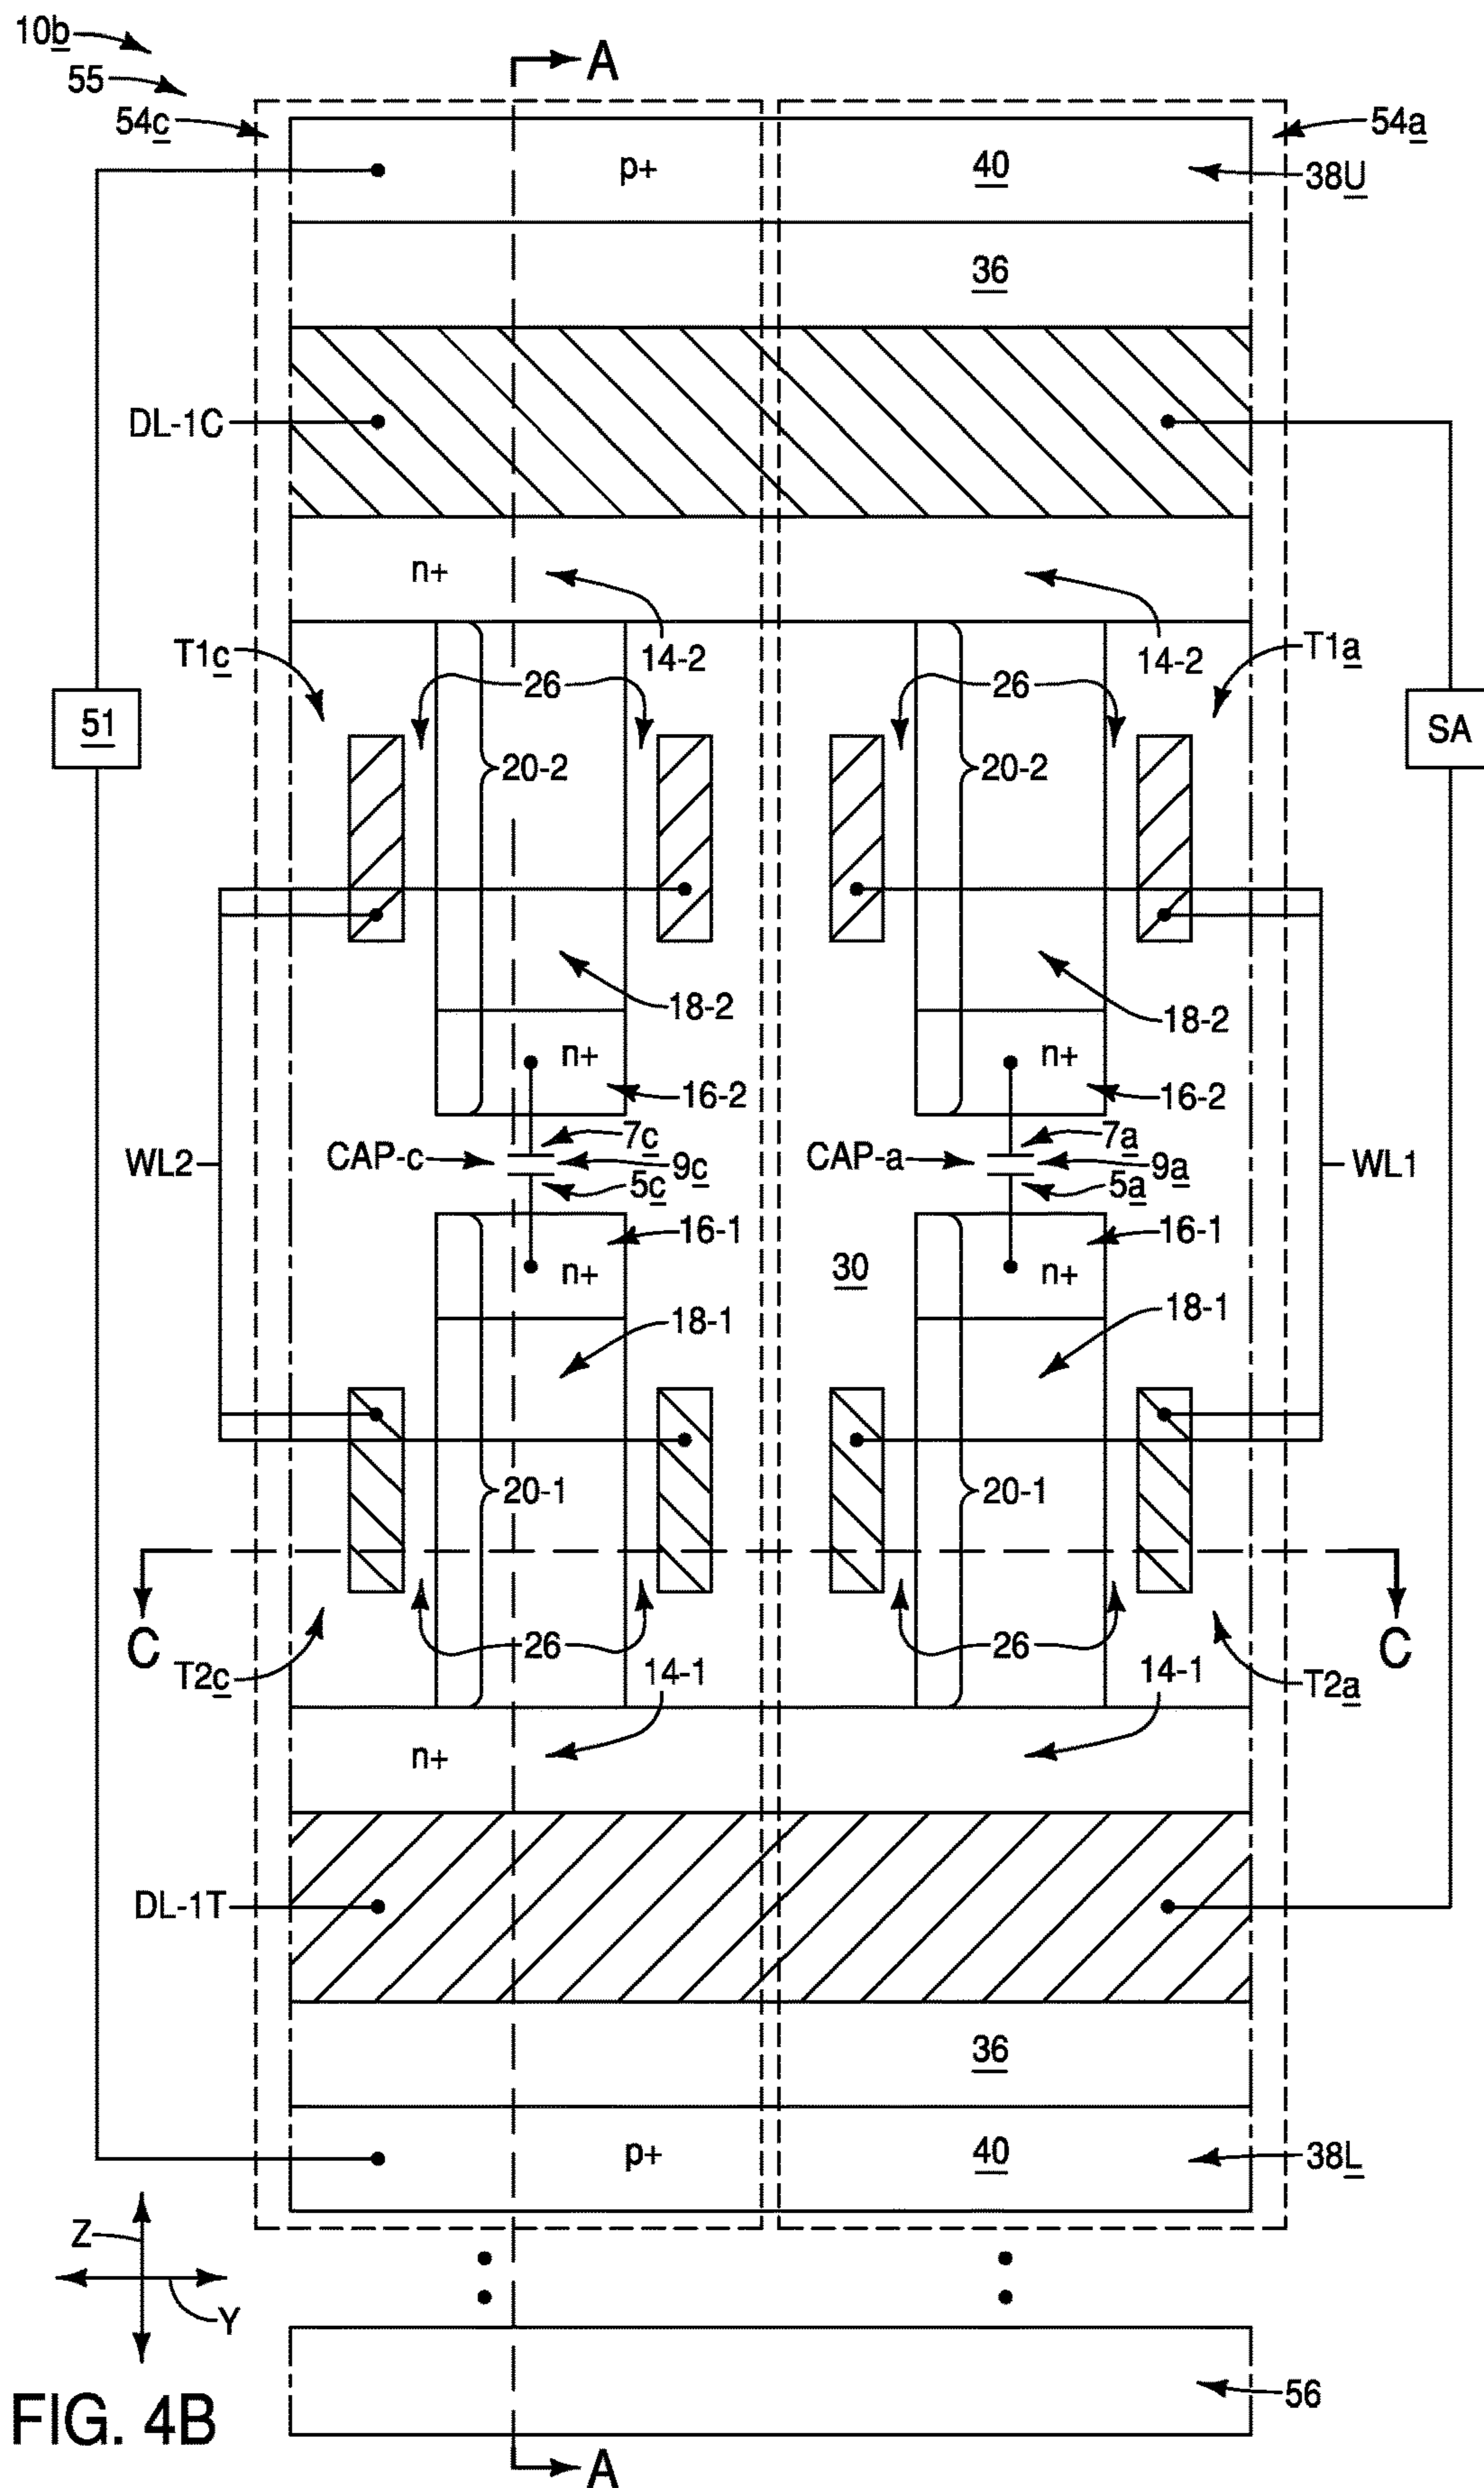 10b
A
55
54c
54a
p+
40
38U
36
DL-1C
n+
T1c
14-2
14-2
T1a
26
26
51
SA
20-2
20-2
18-2
18-2
n+
n+
16-2
16-2
7c
7a
WL2
CAP-c
9c
CAP-a
9a
WL1
5c
5a
16-1
16-1
n+
30
n+
18-1
18-1
20-1
20-1
C
26
26
C
T2c
14-1
14-1
T2a
n+
DL-1T
36
p+
40
38L
Z
Y
56
FIG. 4B
A